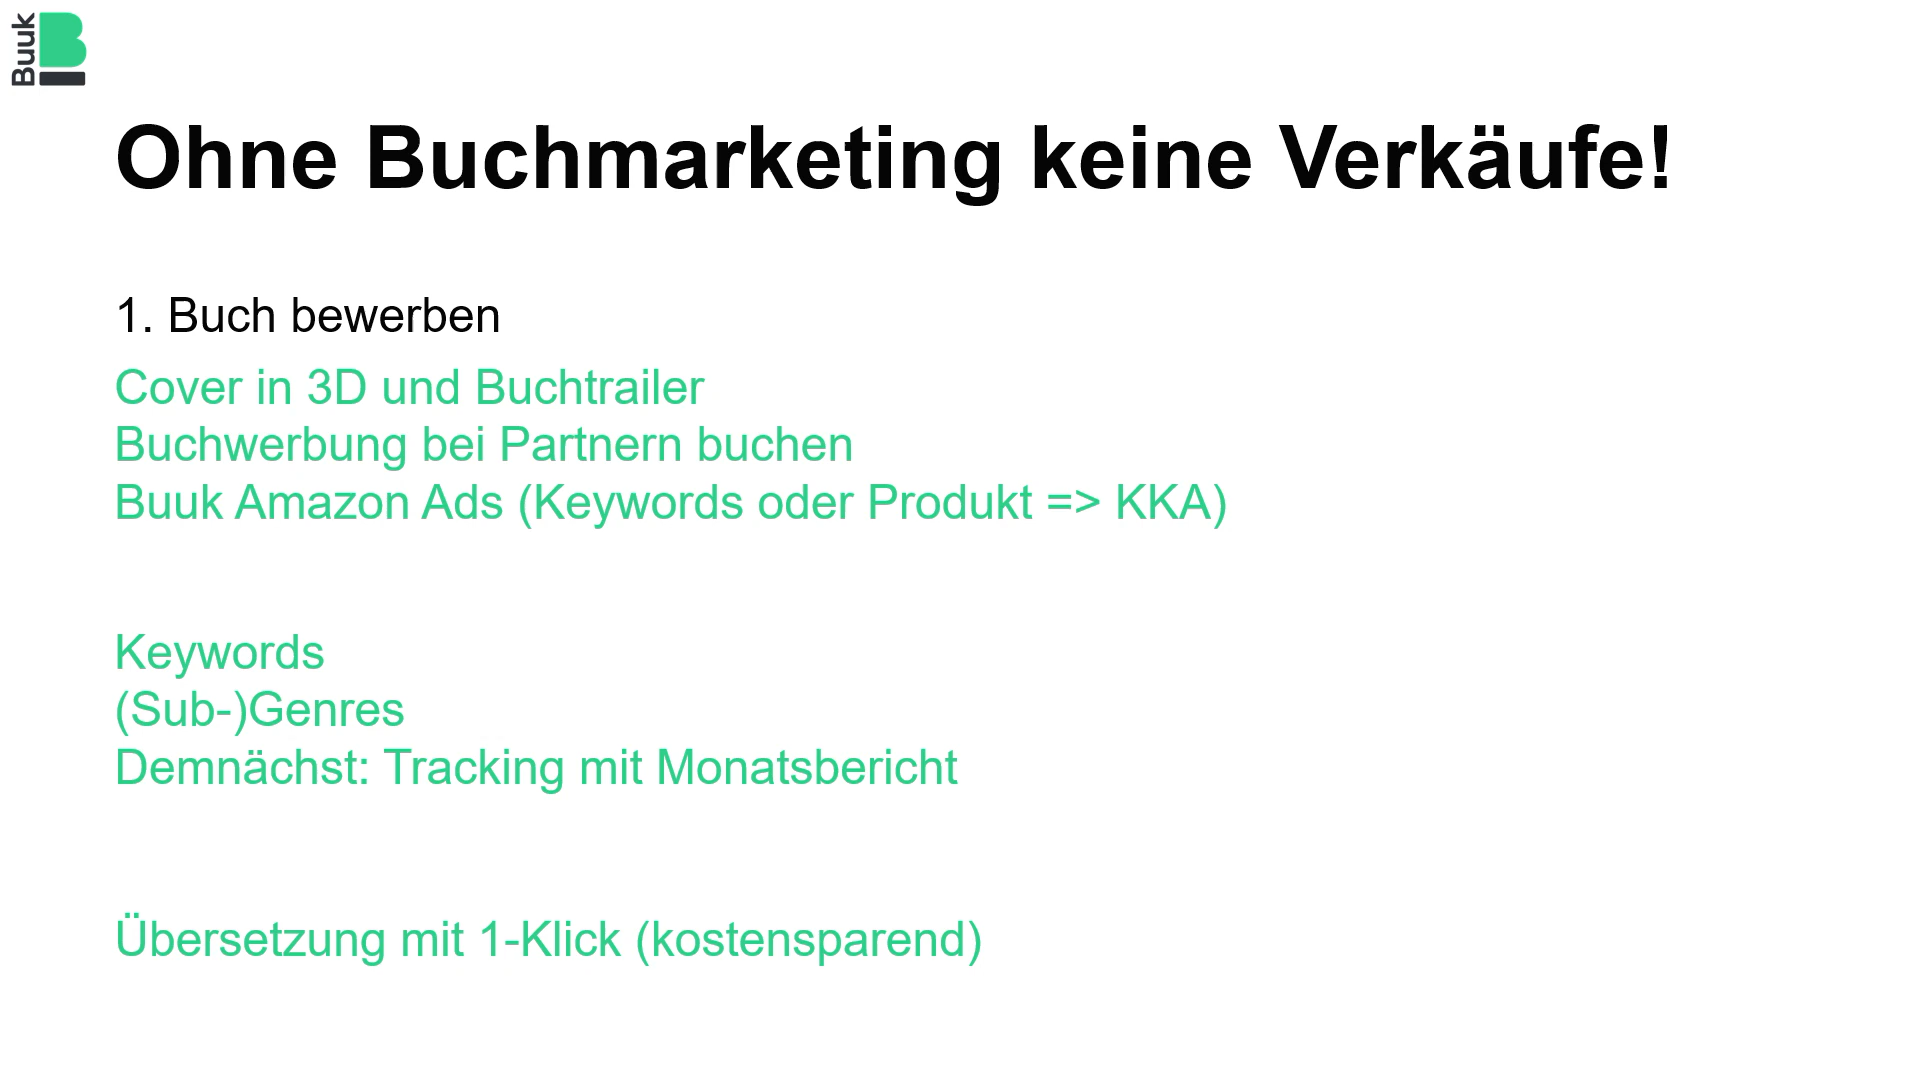 Buuk
Ohne Buchmarketing keine Verkäufe!
1. Buch bewerben
Cover in 3D und Buchtrailer
Buchwerbung bei Partnern buchen
Buuk Amazon Ads (Keywords oder Produkt => KKA)
Keywords
(Sub-)Genres
Demnächst: Tracking mit Monatsbericht
Übersetzung mit 1-Klick (kostensparend)